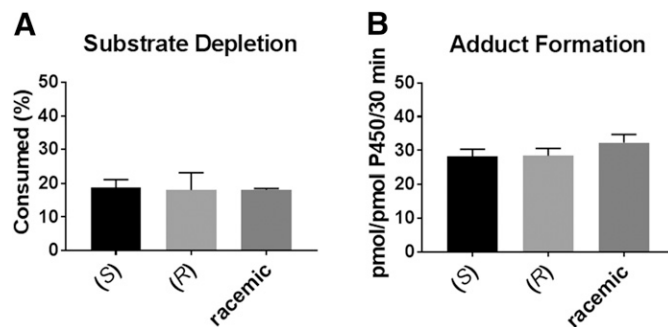 A
Substrate Depletion
Consumed (%)
50
40
30
20
10
0
(S)
(R)
racemic
B
Adduct Formation
pmol/pmol P450/30 min
50
40
30
20
10
0
(S)
(R)
racemic